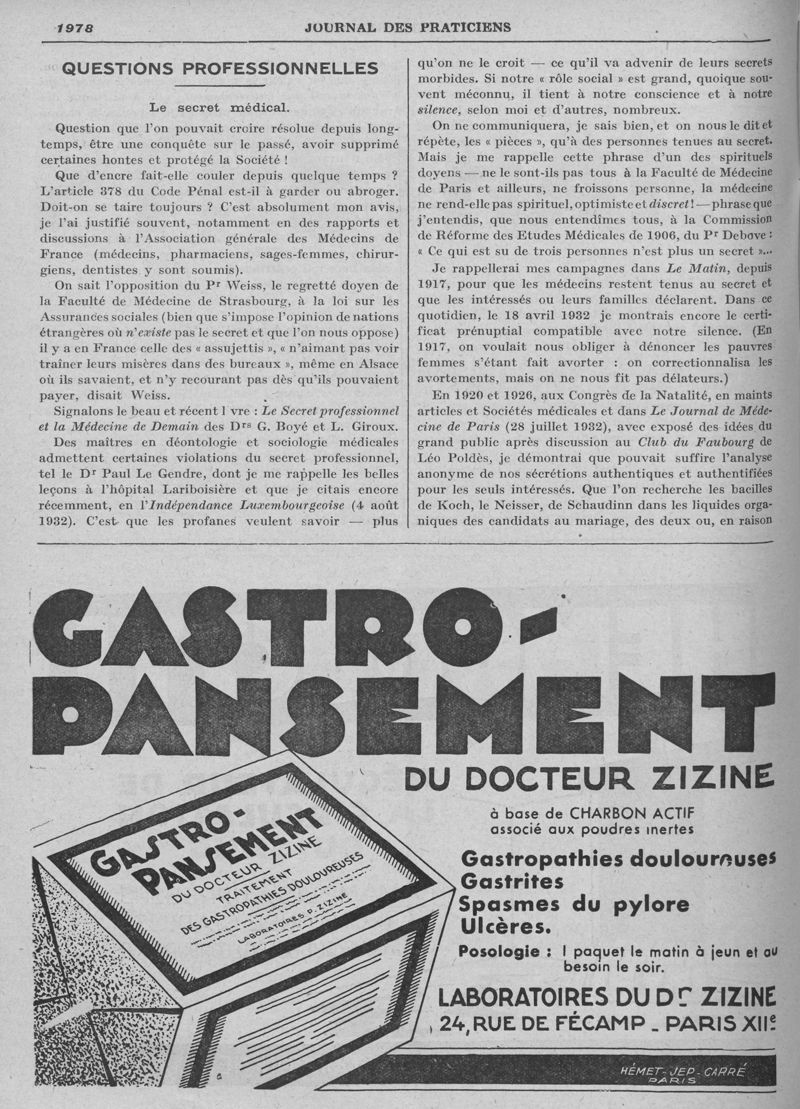 1978
JOURNAL DES PRATICIENS
QUESTIONS PROFESSIONNELLES
Le secret médical.
Question que l'on pouvait croire résolue depuis long-
temps, être une conquête sur le passé, avoir supprimé
certaines hontes et protégé la Société !
Que d'encre fait-elle couler depuis quelque temps ?
L'article 378 du Code Pénal est-il à garder ou abroger.
Doit-on se taire toujours ? C'est absolument mon avis,
je l'ai justifié souvent, notamment en des rapports et
discussions à l'Association générale des Médecins de
France (médecins, pharmaciens, sages-femmes, chirur-
giens, dentistes y sont soumis).
On sait l'opposition du Pr Weiss, le regretté doyen de
la Faculté de Médecine de Strasbourg, à la loi sur les
Assurances sociales (bien que s'impose l'opinion de nations
étrangères où n'existe pas le secret et que l'on nous oppose)
il y a en France celle des « assujettis », « n'aimant pas voir
traîner leurs misères dans des bureaux », même en Alsace
où ils savaient, et n'y recourant pas dès qu'ils pouvaient
payer, disait Weiss.
Signalons le beau et récent l vre : Le Secret professionnel
et la Médecine de Demain des Drs G. Boyé et L. Giroux.
Des maîtres en déontologie et sociologie médicales
admettent certaines violations du secret professionnel,
tel le Dr Paul Le Gendre, dont je me rappelle les belles
leçons à l'hôpital Lariboisière et que je citais encore
récemment, en l'Indépendance Luxembourgeoise (4 août
1932). C'est que les profanes veulent savoir — plus
qu'on ne le croit — ce qu'il va advenir de leurs secrets
morbides. Si notre « rôle social » est grand, quoique sou-
vent méconnu, il tient à notre conscience et à notre
silence, selon moi et d'autres, nombreux.
On ne communiquera, je sais bien, et on nous le dit et
répète, les « pièces », qu'à des personnes tenues au secret.
Mais je me rappelle cette phrase d'un des spirituels
doyens — ne le sont-ils pas tous à la Faculté de Médecine
de Paris et ailleurs, ne froissons personne, la médecine
ne rend-elle pas spirituel, optimiste et discret ! — phrase que
j'entendis, que nous entendîmes tous, à la Commission
de Réforme des Etudes Médicales de 1906, du Pr Debove :
« Ce qui est su de trois personnes n'est plus un secret »...
Je rappellerai mes campagnes dans Le Matin, depuis
1917, pour que les médecins restent tenus au secret et
que les intéressés ou leurs familles déclarent. Dans ce
quotidien, le 18 avril 1932 je montrais encore le certi-
ficat prénuptial compatible avec notre silence. (En
1917, on voulait nous obliger à dénoncer les pauvres
femmes s'étant fait avorter : on correctionnalisa les
avortements, mais on ne nous fit pas délateurs.)
En 1920 et 1926, aux Congrès de la Natalité, en maints
articles et Sociétés médicales et dans Le Journal de Méde-
cine de Paris (28 juillet 1932), avec exposé des idées du
grand public après discussion au Club du Faubourg de
Léo Poldès, je démontrai que pouvait suffire l'analyse
anonyme de nos sécrétions authentiques et authentifiées
pour les seuls intéressés. Que l'on recherche les bacilles
de Koch, le Neisser, de Schaudinn dans les liquides orga-
niques des candidats au mariage, des deux ou, en raison
GASTRO-
PANSEMENT
DU DOCTEUR ZIZINE
à base de CHARBON ACTIF
associé aux poudres inertes
Gastropathies douloureuses
Gastrites
Spasmes du pylore
Ulcères.
Posologie : 1 paquet le matin à jeun et au
besoin le soir.
LABORATOIRES DU Dr ZIZINE
24, RUE DE FÉCAMP - PARIS XIIe
GASTRO-
PANSEMENT
DU DOCTEUR ZIZINE
TRAITEMENT
DES GASTROPATHIES DOULOUREUSES
LABORATOIRES D. ZIZINE
HÉMET-JEP-CARRÉ
PARIS